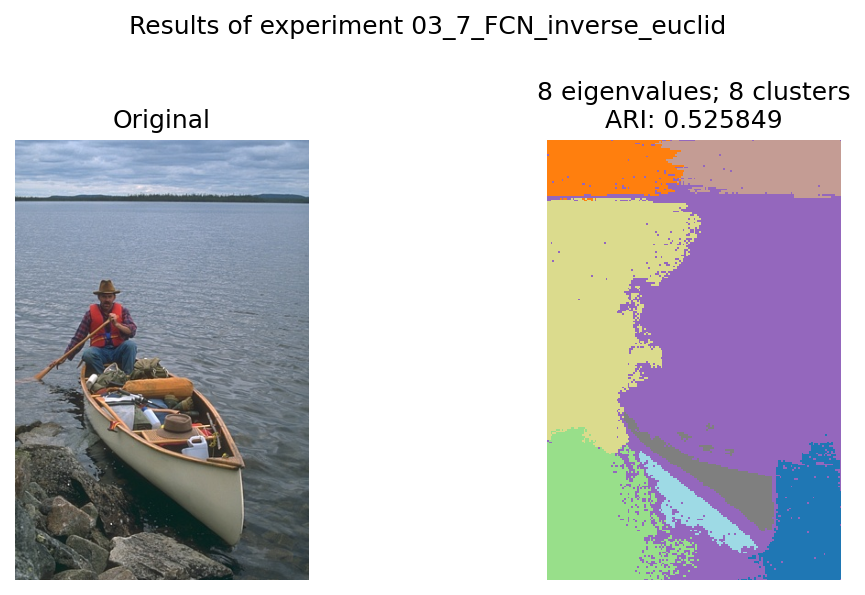 Results of experiment 03_7_FCN_inverse_euclid
Original
8 eigenvalues; 8 clusters
ARI: 0.525849